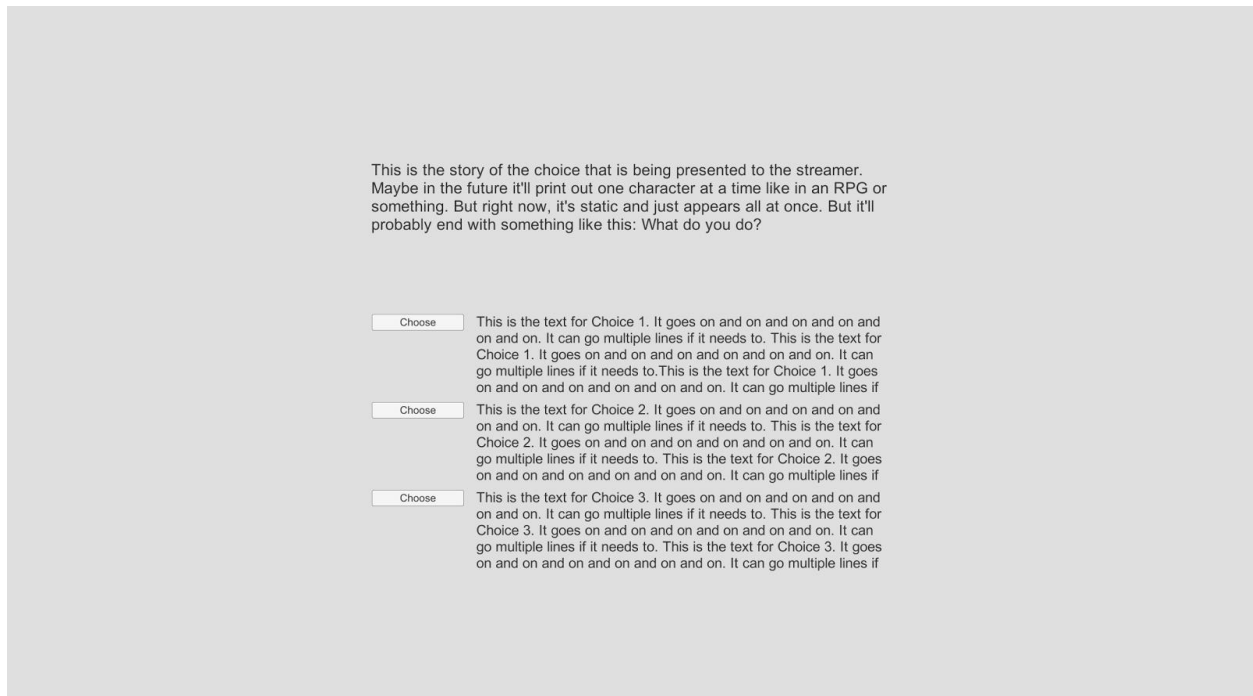 This is the story of the choice that is being presented to the streamer.
Maybe in the future it'll print out one character at a time like in an RPG or
something. But right now, it's static and just appears all at once. But it'll
probably end with something like this: What do you do?
Choose
This is the text for Choice 1. It goes on and on and on and on and
on and on. It can go multiple lines if it needs to. This is the text for
Choice 1. It goes on and on and on and on and on and on. It can
go multiple lines if it needs to.This is the text for Choice 1. It goes
on and on and on and on and on and on. It can go multiple lines if
Choose
This is the text for Choice 2. It goes on and on and on and on and
on and on. It can go multiple lines if it needs to. This is the text for
Choice 2. It goes on and on and on and on and on and on. It can
go multiple lines if it needs to. This is the text for Choice 2. It goes
on and on and on and on and on and on. It can go multiple lines if
Choose
This is the text for Choice 3. It goes on and on and on and on and
on and on. It can go multiple lines if it needs to. This is the text for
Choice 3. It goes on and on and on and on and on and on. It can
go multiple lines if it needs to. This is the text for Choice 3. It goes
on and on and on and on and on and on. It can go multiple lines if